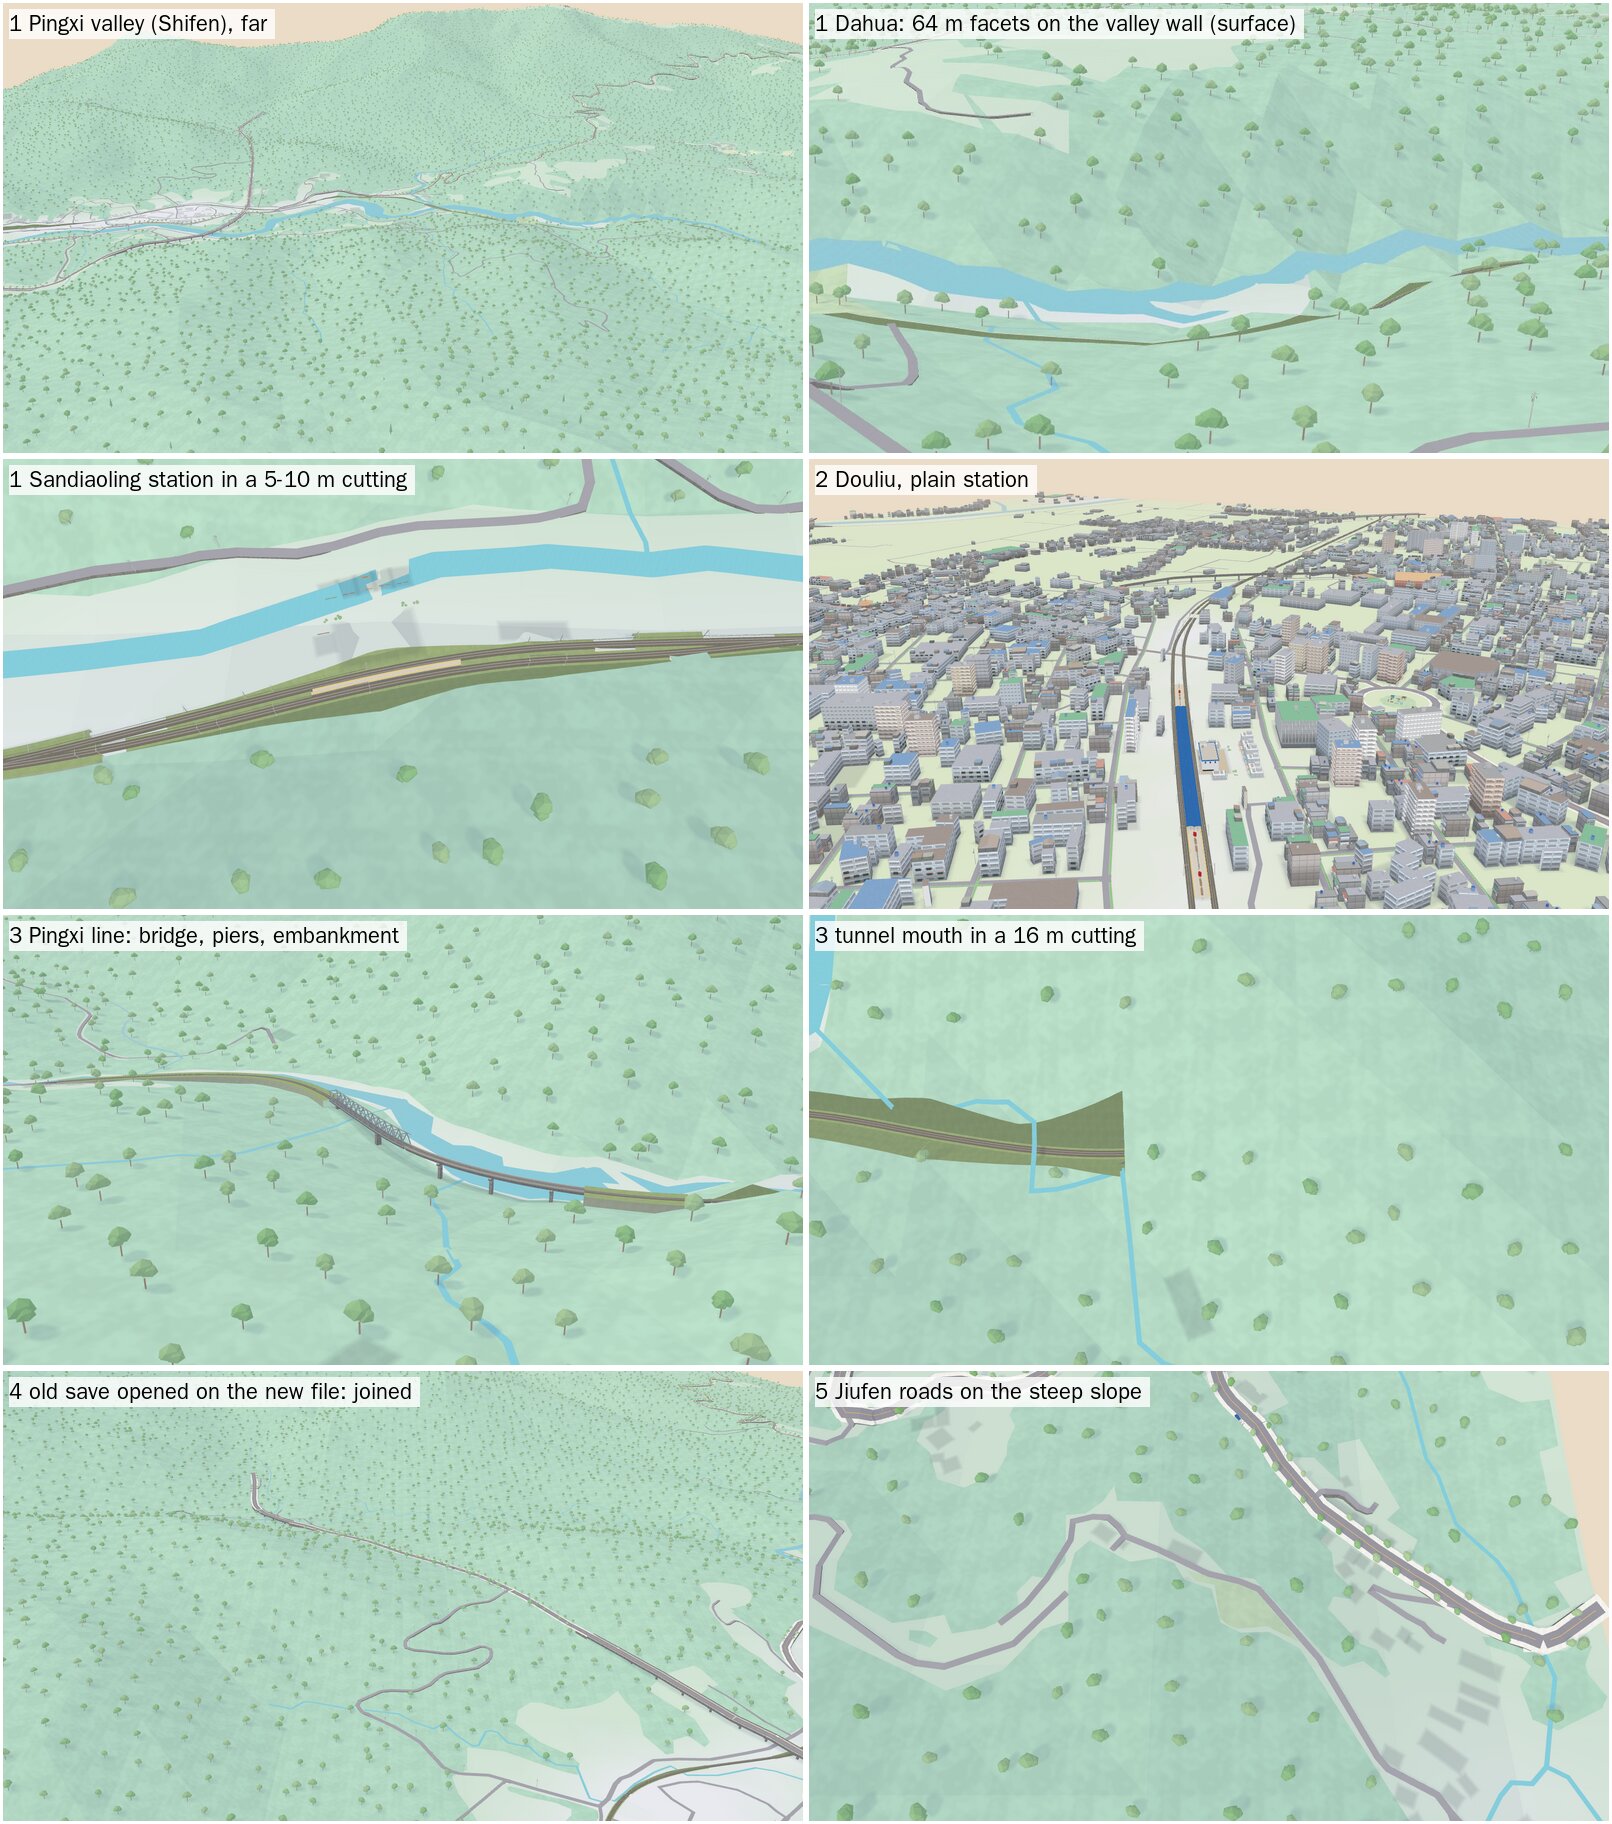 1 Pingxi valley (Shifen), far
1 Dahua: 64 m facets on the valley wall (surface)
1 Sandiaoling station in a 5-10 m cutting
2 Douliu, plain station
3 Pingxi line: bridge, piers, embankment
3 tunnel mouth in a 16 m cutting
4 old save opened on the new file: joined
5 Jiufen roads on the steep slope